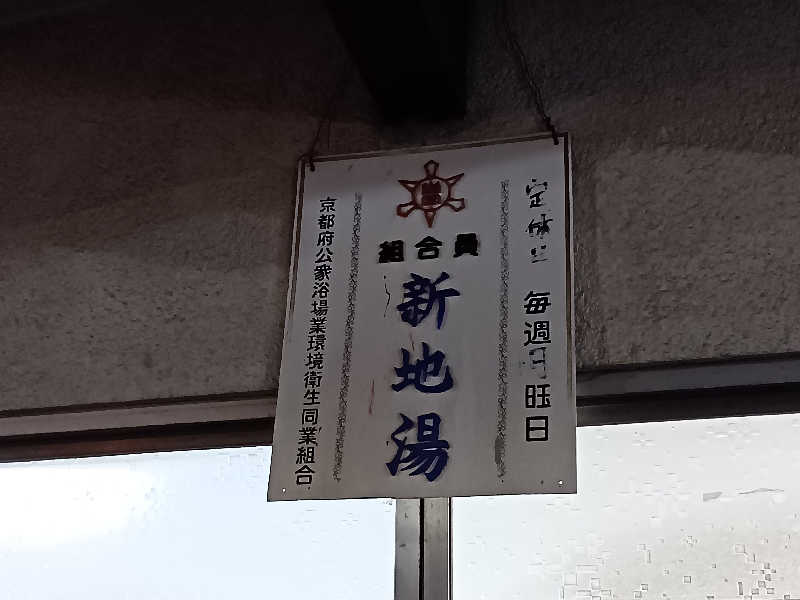 定休日 毎週月曜日
組合員
新地湯
京都府公衆浴場業環境衛生同業組合